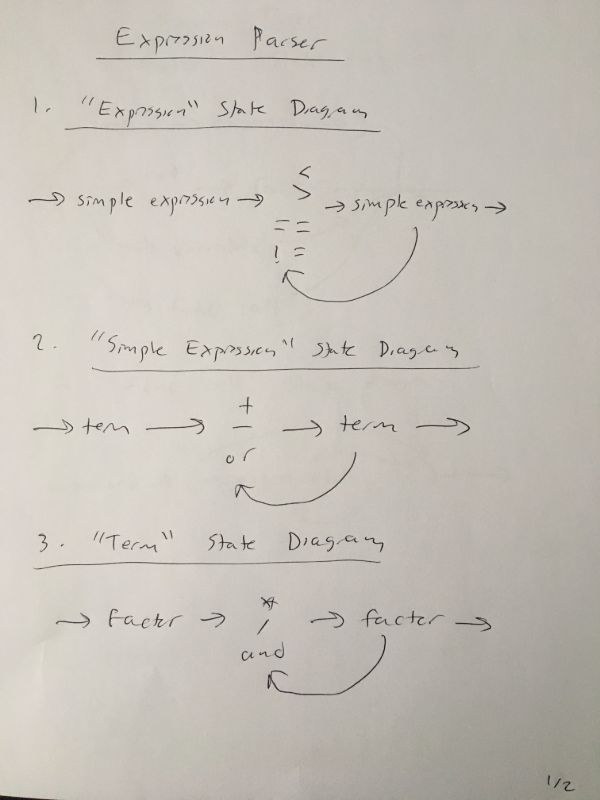 Expression Parser
1. "Expression" State Diagram
<
>
→ simple expression → → simple expression →
==
!=
2. "Simple Expression" State Diagram
+
→ term → - → term →
or
3. "Term" State Diagram
*
→ Factor → / → factor →
and
1/2